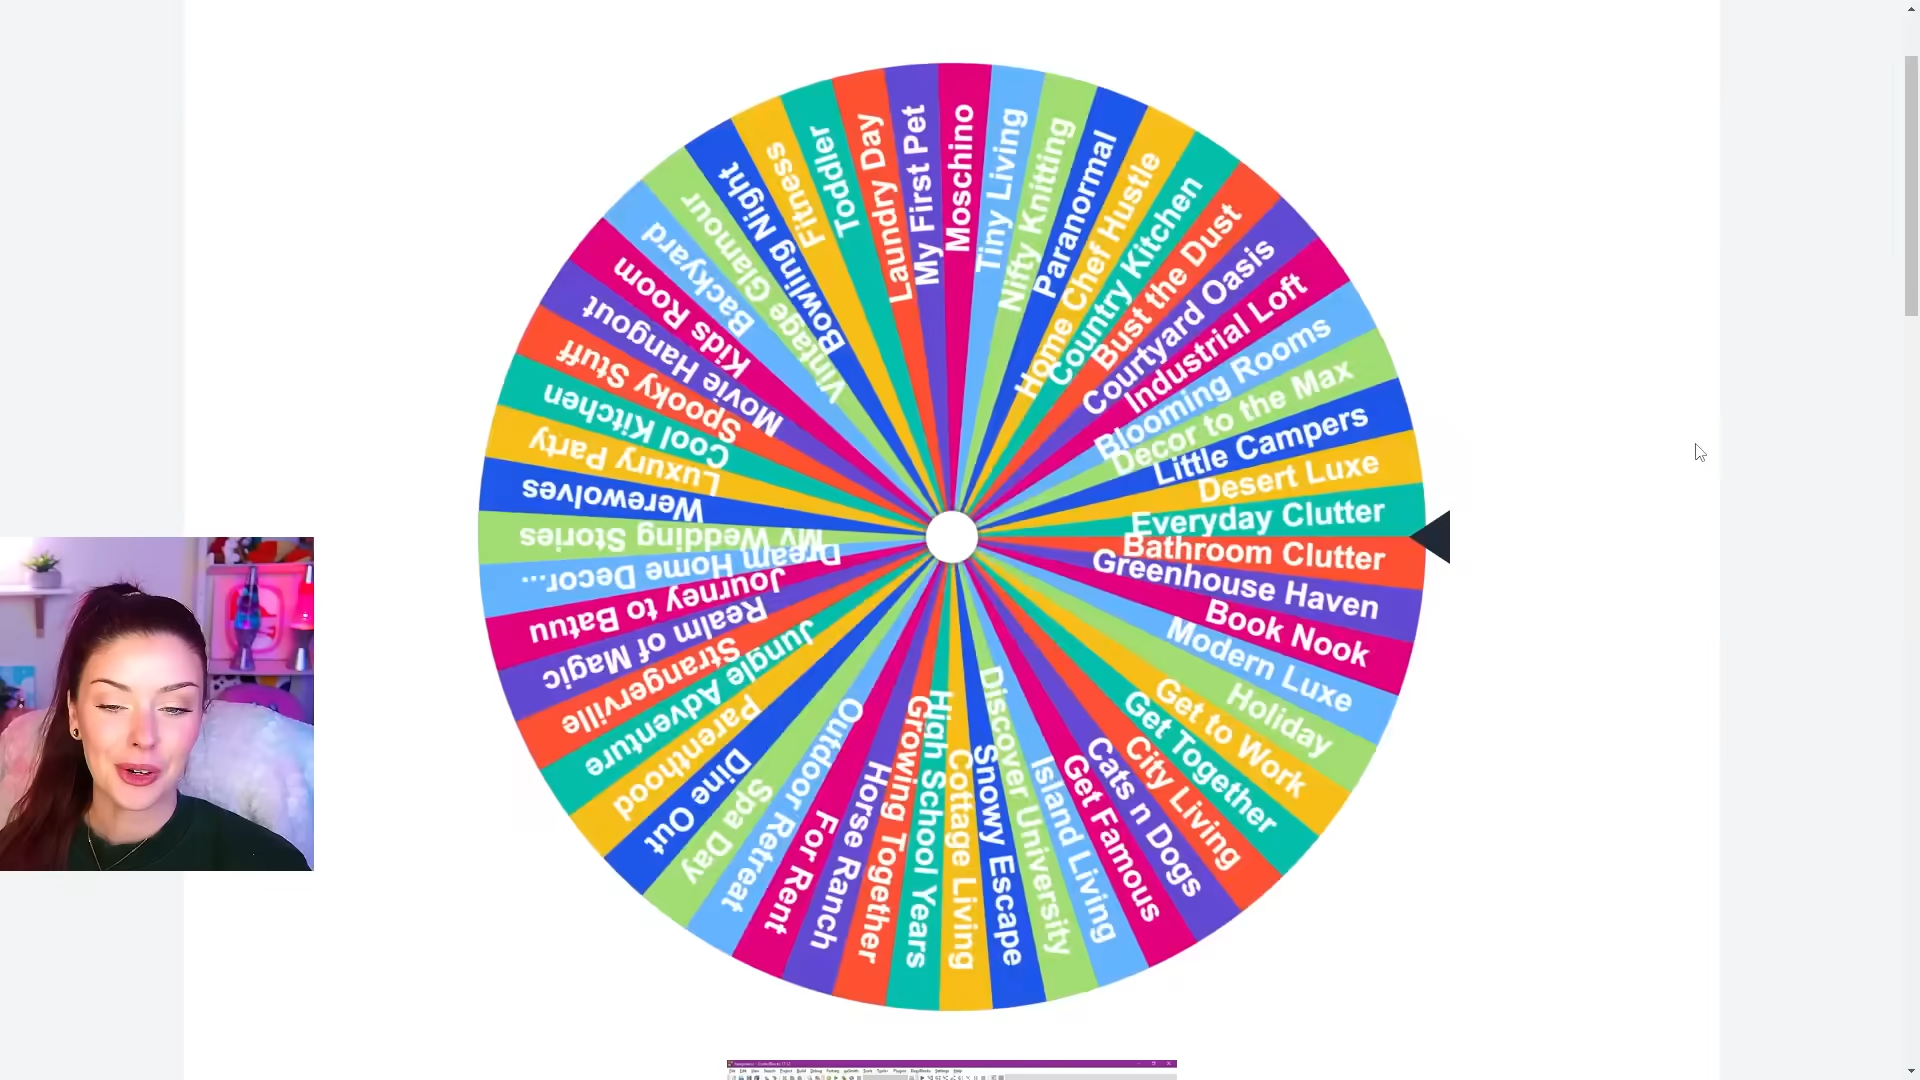 Moschino
Tiny Living
Nifty Knitting
Paranormal
Home Chef Hustle
Country Kitchen
Bust the Dust
Courtyard Oasis
Industrial Loft
Blooming Rooms
Decor to the Max
Little Campers
Desert Luxe
Everyday Clutter
Bathroom Clutter
Greenhouse Haven
Book Nook
Modern Luxe
Holiday
Get to Work
Get Together
City Living
Cats n Dogs
Get Famous
Island Living
Discover University
Snowy Escape
Cottage Living
High School Years
Growing Together
Horse Ranch
For Rent
Outdoor Retreat
Spa Day
Dine Out
Parenthood
Jungle Adventure
Strangerville
Realm of Magic
Journey to Batuu
Dream Home Decor...
My Wedding Stories
Werewolves
Luxury Party
Cool Kitchen
Spooky Stuff
Movie Hangout
Kids Room
Backyard
Vintage Glamour
Bowling Night
Fitness
Toddler
Laundry Day
My First Pet